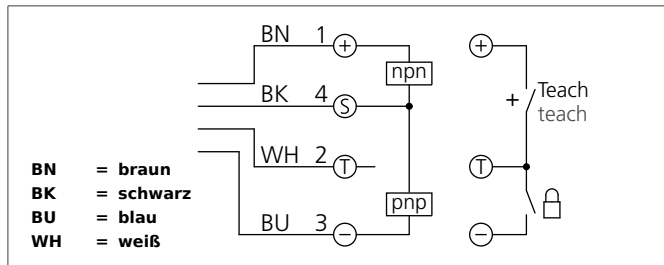 BN 1 + +
npn
BK 4 S
+ Teach
teach
WH 2 T T
pnp
BU 3 − −
BN = braun
BK = schwarz
BU = blau
WH = weiß